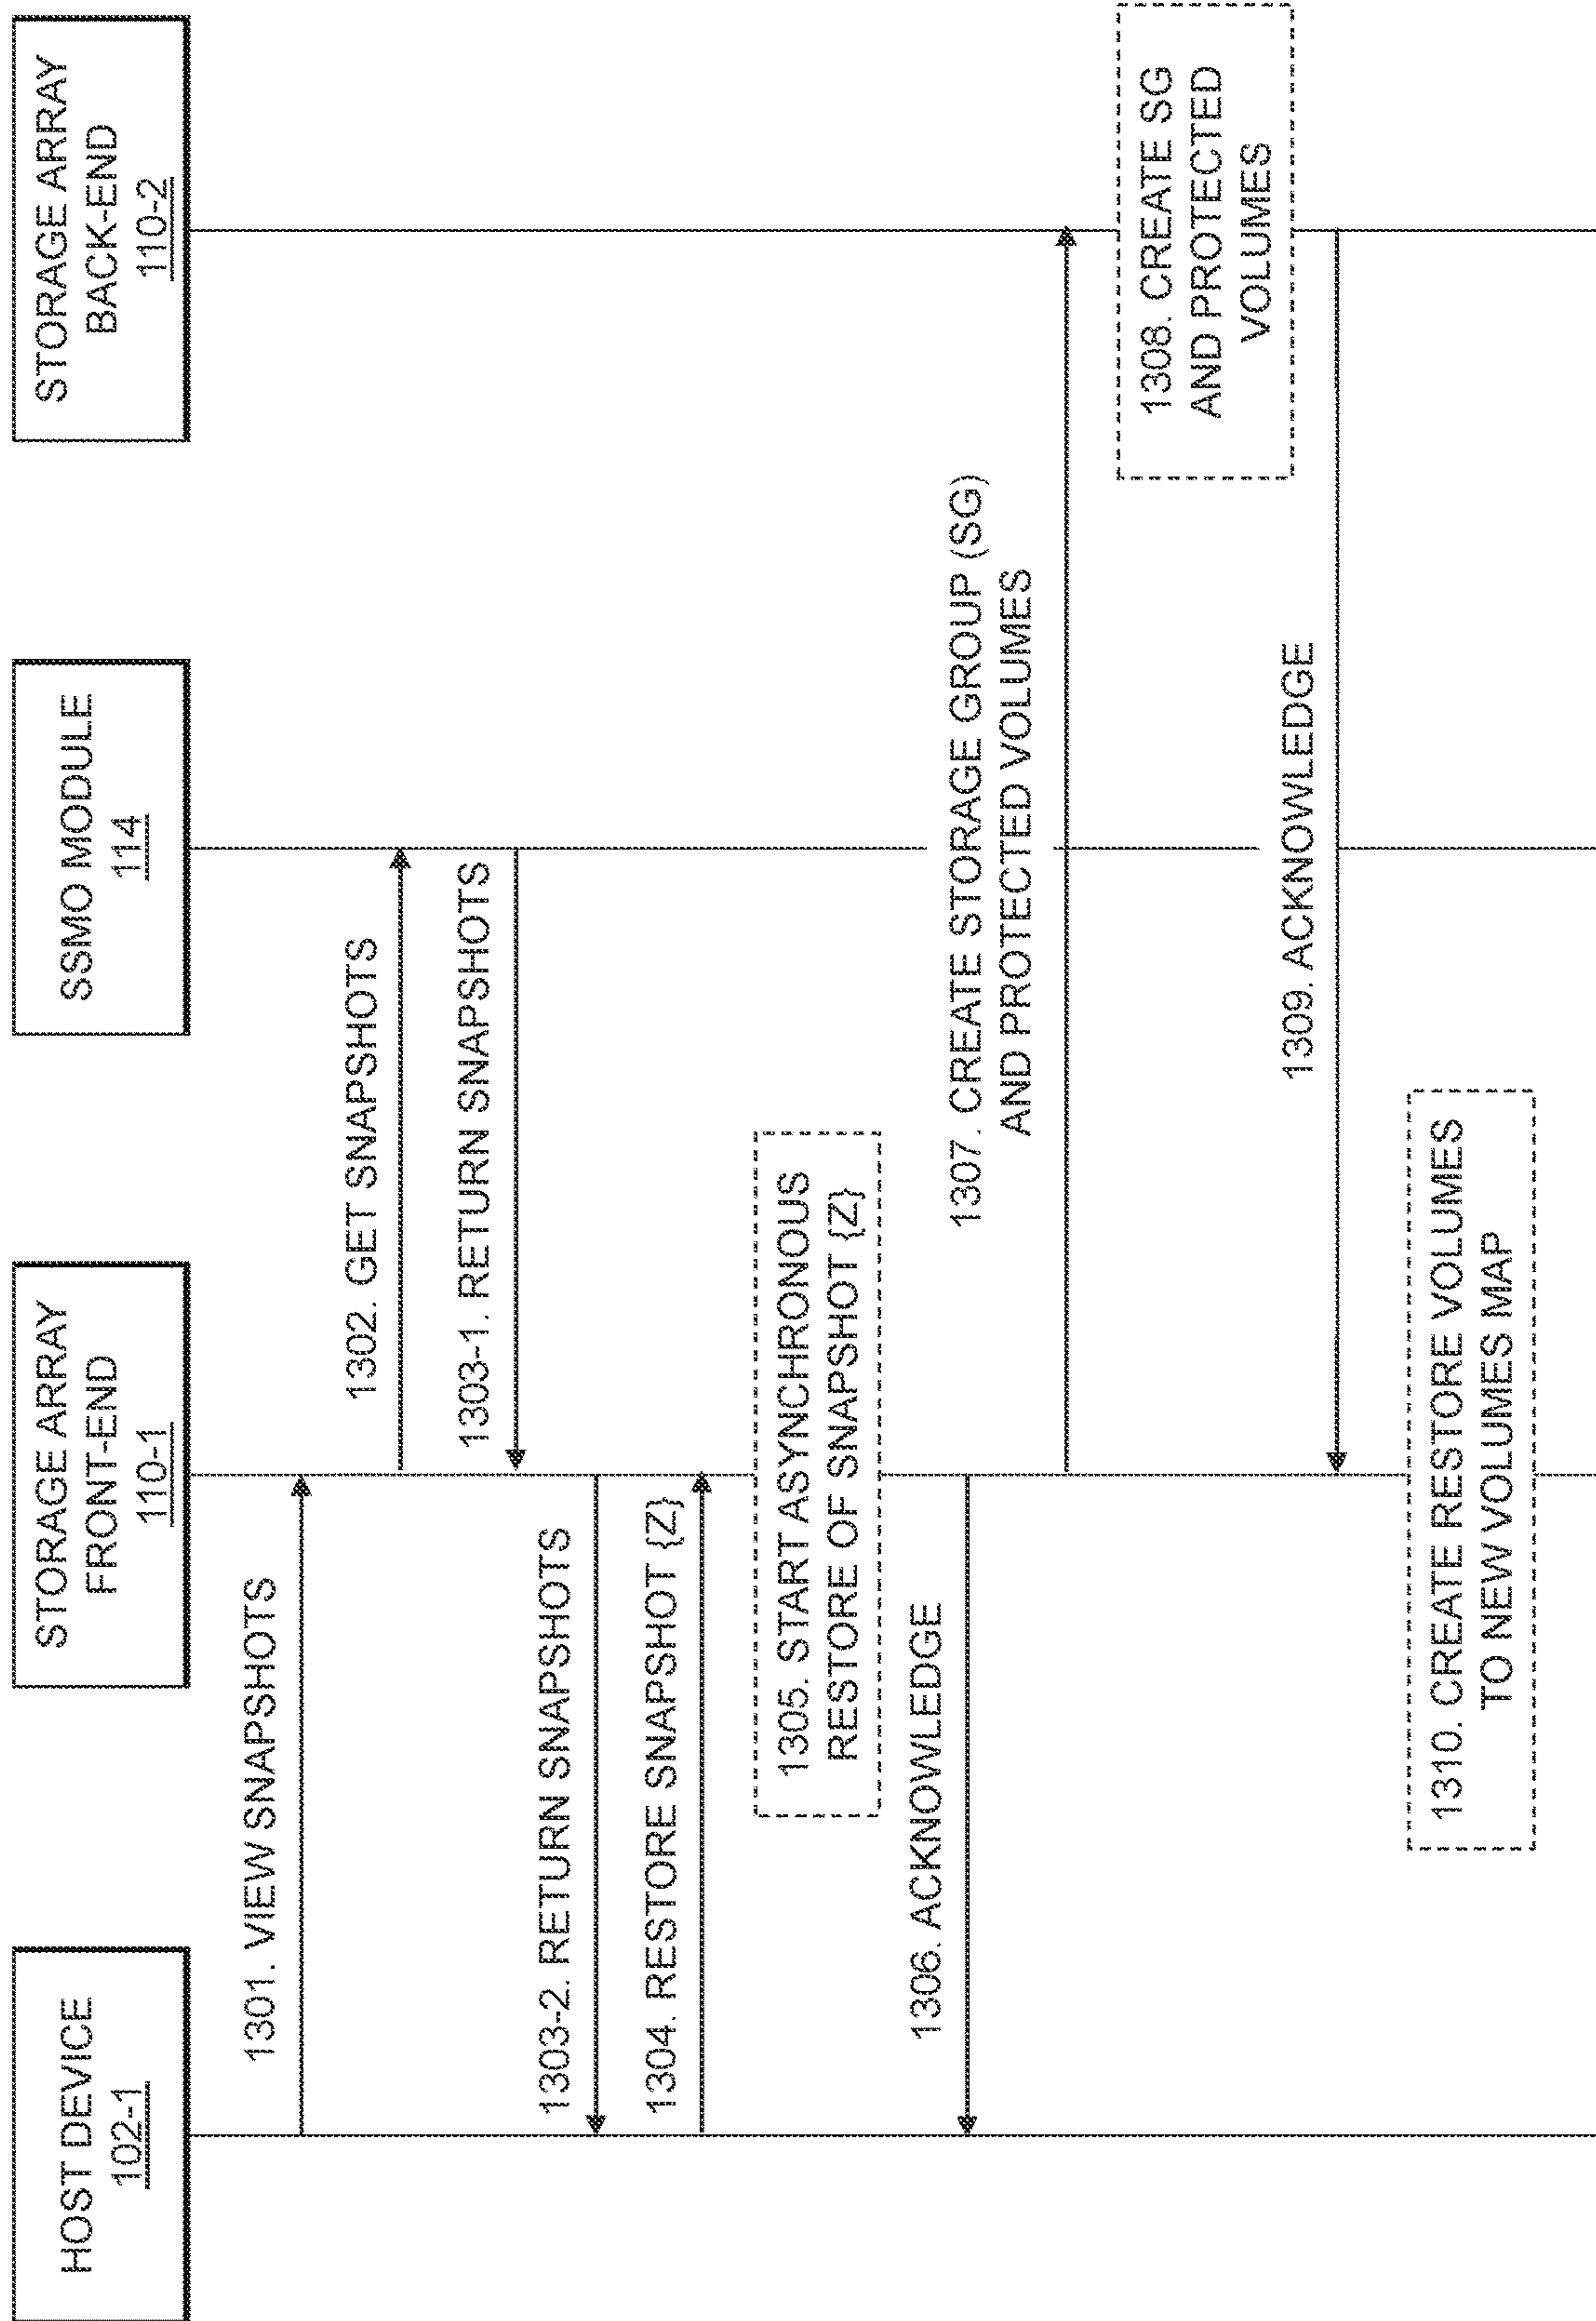 HOST DEVICE
102-1
STORAGE ARRAY
FRONT-END
110-1
SSMO MODULE
114
STORAGE ARRAY
BACK-END
110-2
1301. VIEW SNAPSHOTS
1302. GET SNAPSHOTS
1303-1. RETURN SNAPSHOTS
1303-2. RETURN SNAPSHOTS
1304. RESTORE SNAPSHOT {Z}
1305. START ASYNCHRONOUS
RESTORE OF SNAPSHOT {Z}
1306. ACKNOWLEDGE
1307. CREATE STORAGE GROUP (SG)
AND PROTECTED VOLUMES
1308. CREATE SG
AND PROTECTED
VOLUMES
1309. ACKNOWLEDGE
1310. CREATE RESTORE VOLUMES
TO NEW VOLUMES MAP